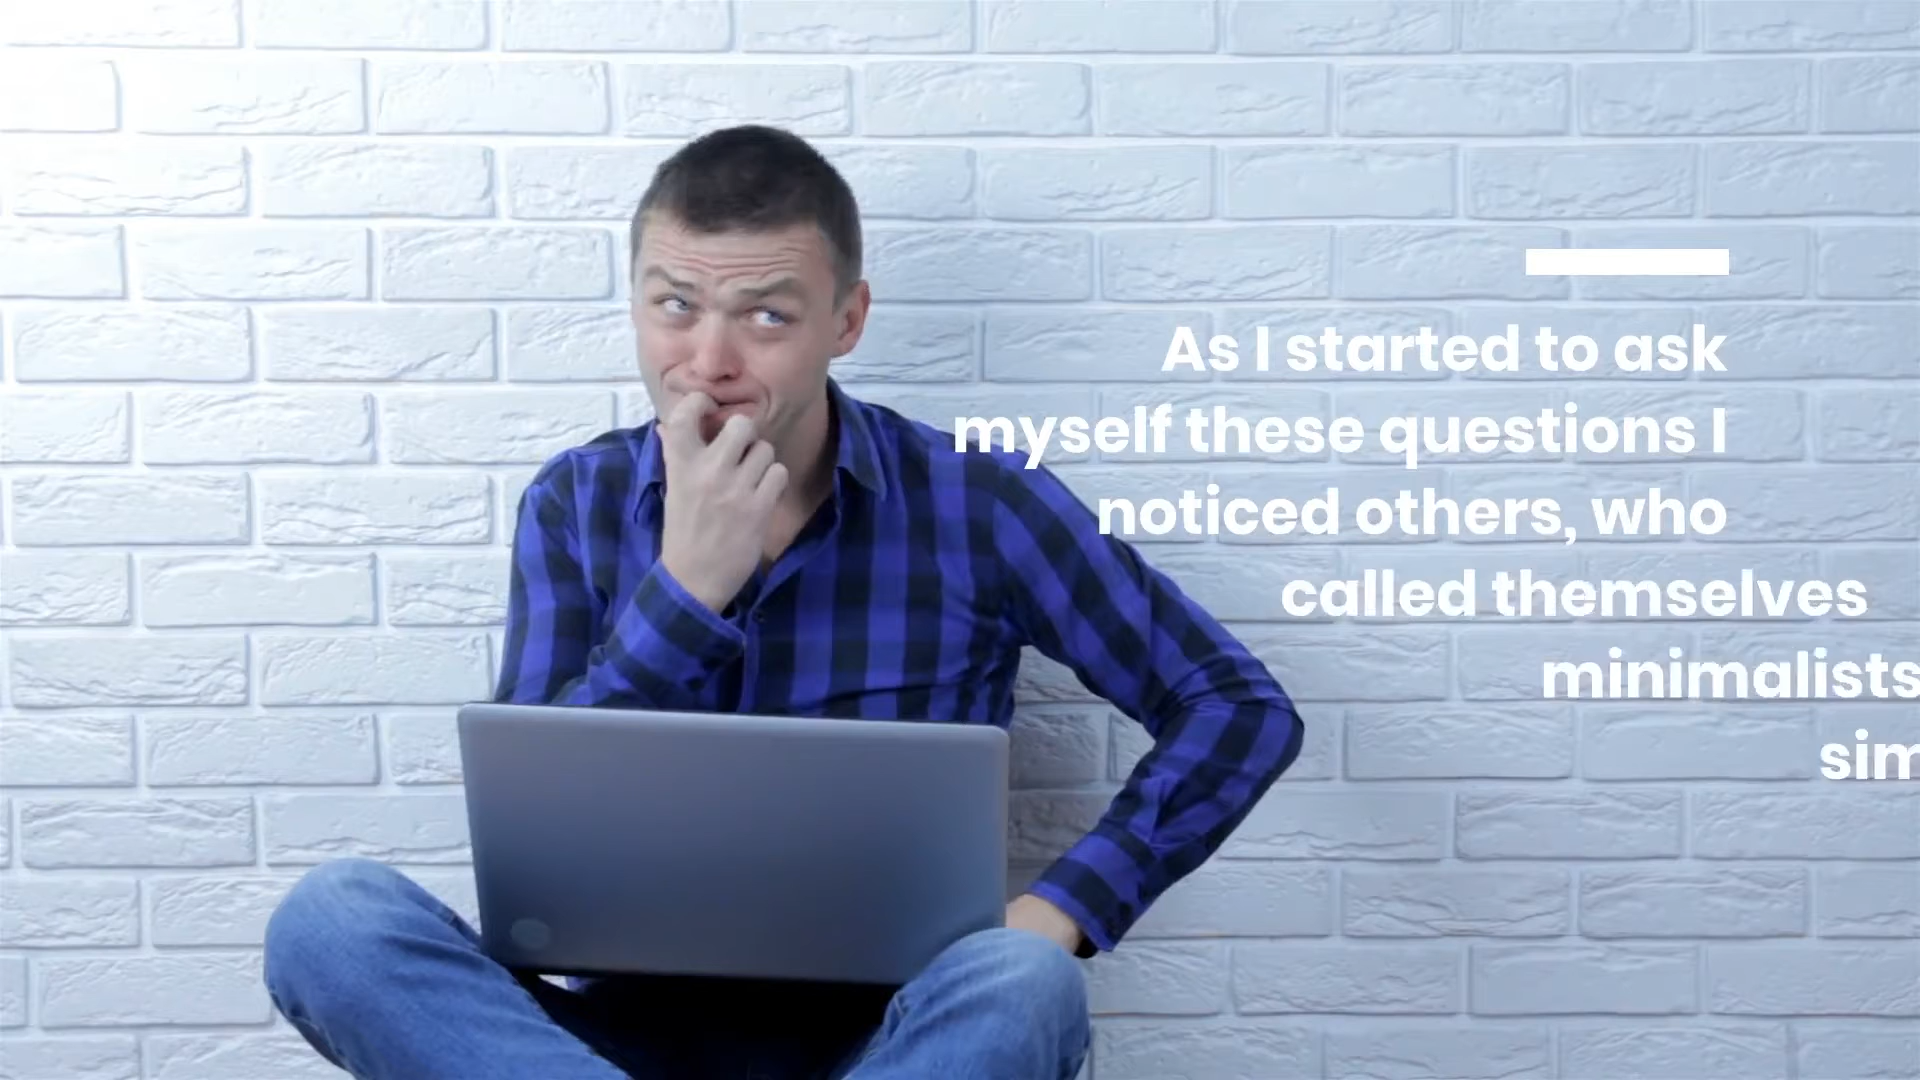 As I started to ask
myself these questions I
noticed others, who
called themselves
minimalists